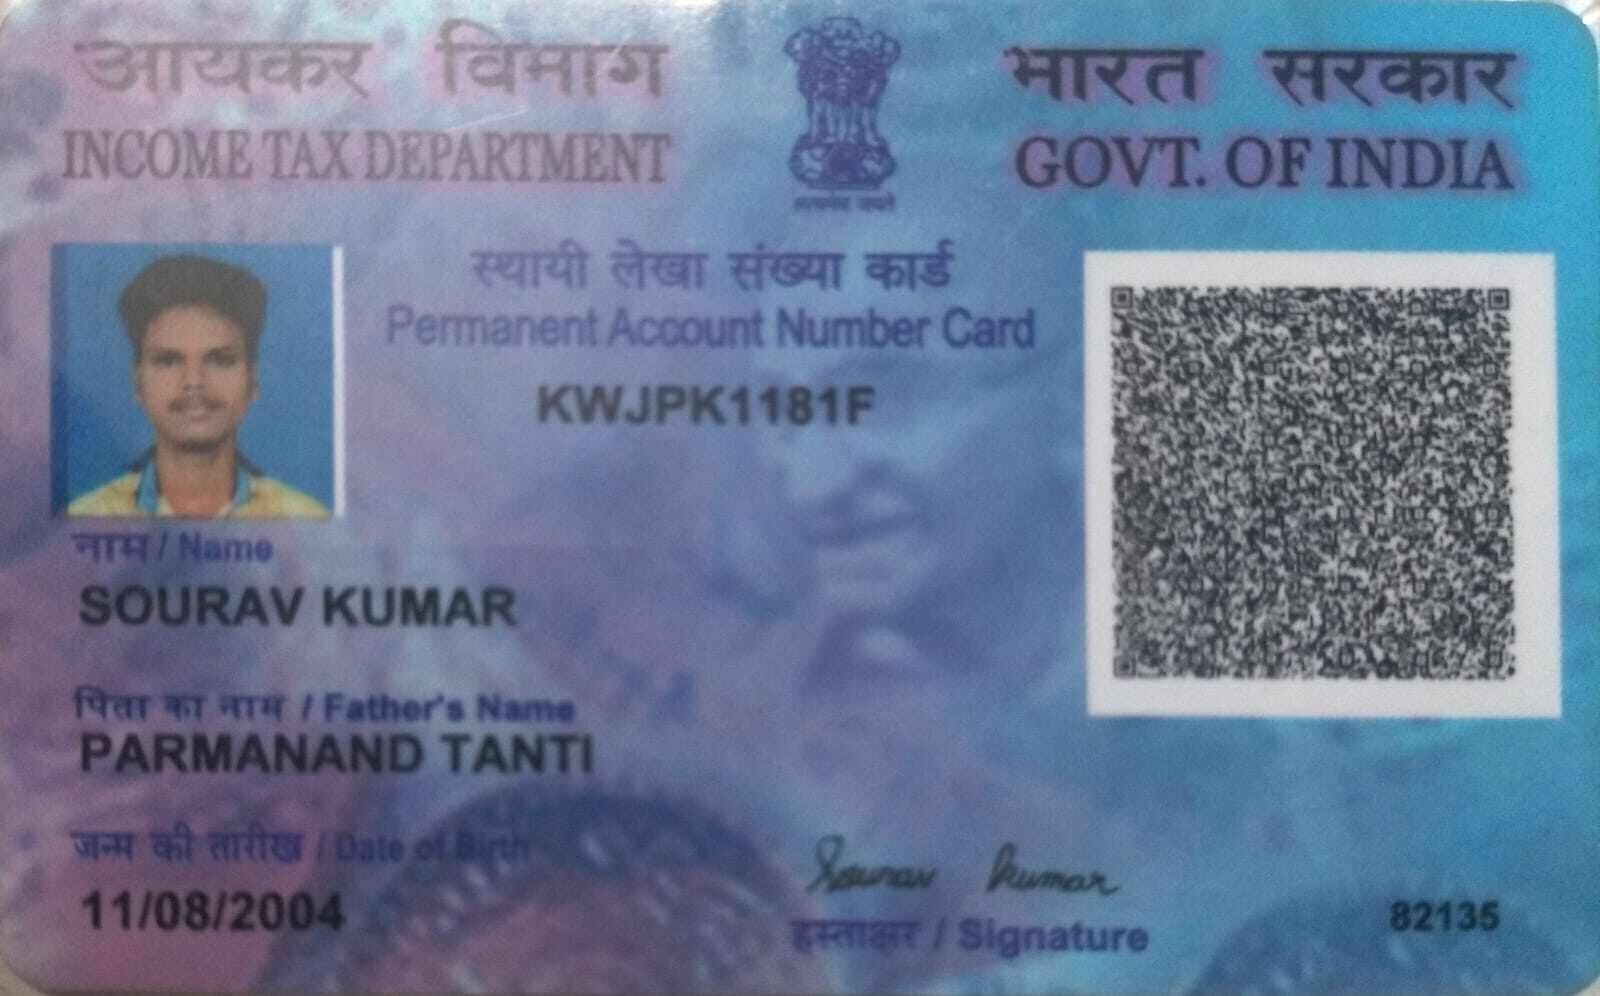 आयकर विभाग
INCOME TAX DEPARTMENT
भारत सरकार
GOVT. OF INDIA
सत्यमेव जयते
स्थायी लेखा संख्या कार्ड
Permanent Account Number Card
KWJPK1181F
नाम / Name
SOURAV KUMAR
पिता का नाम / Father's Name
PARMANAND TANTI
जन्म की तारीख / Date of Birth
11/08/2004
Sourav Kumar
हस्ताक्षर / Signature
82135